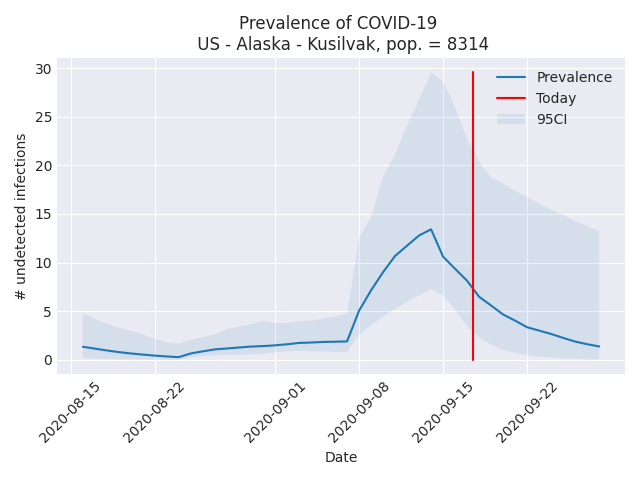 Prevalence of COVID-19
US - Alaska - Kusilvak, pop. = 8314
30
25
20
15
10
5
0
# undetected infections
Prevalence
Today
95CI
2020-08-15
2020-08-22
2020-09-01
2020-09-08
2020-09-15
2020-09-22
Date